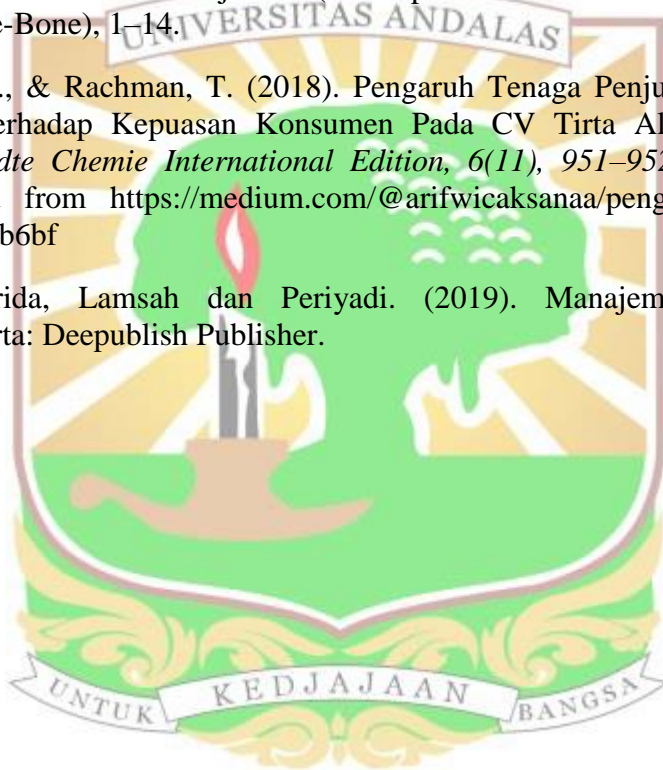 e-Bone), 1–14.
UNIVERSITAS ANDALAS
., & Rachman, T. (2018). Pengaruh Tenaga Penju
erhadap Kepuasan Konsumen Pada CV Tirta Al
dte Chemie International Edition, 6(11), 951–952
from https://medium.com/@arifwicaksanaa/peng
b6bf
rida, Lamsah dan Periyadi. (2019). Manajem
rta: Deepublish Publisher.
UNTUK KEDJAJAAN BANGSA